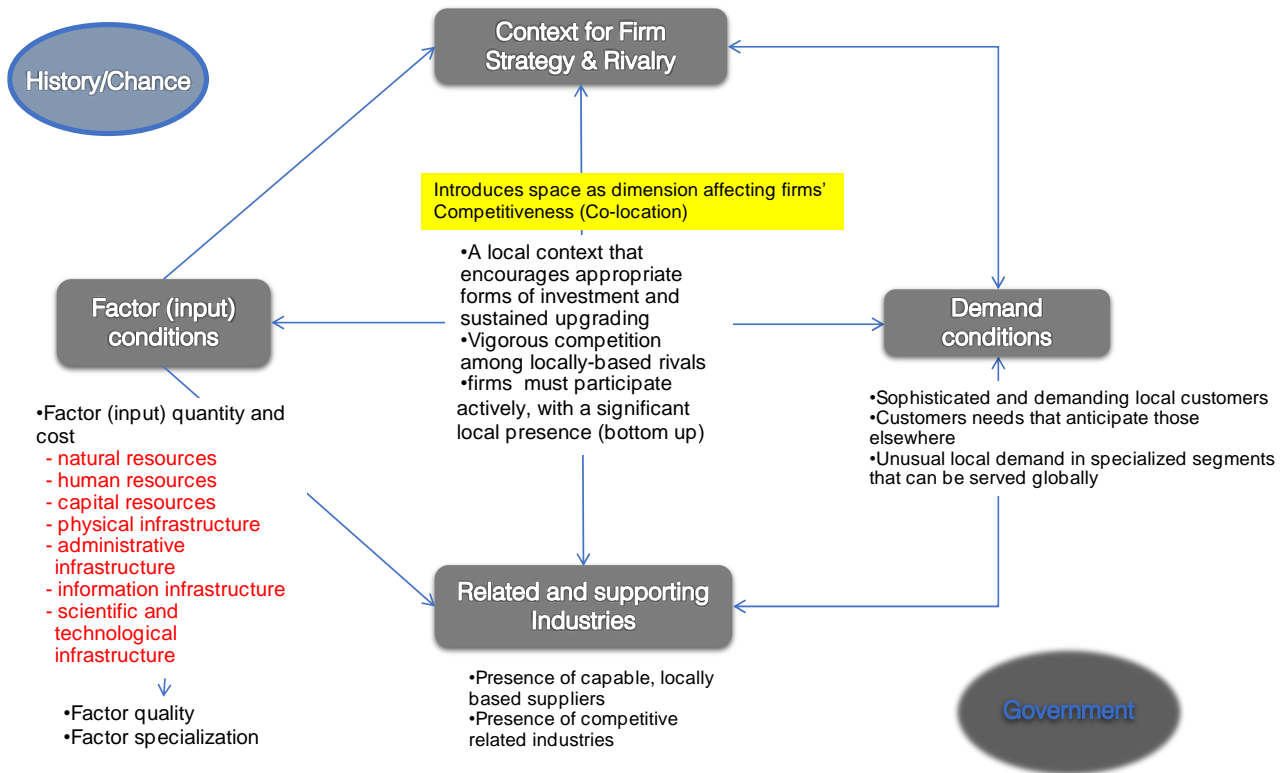 History/Chance
Context for Firm
Strategy & Rivalry
Introduces space as dimension affecting firms'
Competitiveness (Co-location)
•A local context that
encourages appropriate
forms of investment and
sustained upgrading
•Vigorous competition
among locally-based rivals
•firms must participate
actively, with a significant
local presence (bottom up)
Factor (input)
conditions
•Factor (input) quantity and
cost
- natural resources
- human resources
- capital resources
- physical infrastructure
- administrative
infrastructure
- information infrastructure
- scientific and
technological
infrastructure
•Factor quality
•Factor specialization
Demand
conditions
•Sophisticated and demanding local customers
•Customers needs that anticipate those
elsewhere
•Unusual local demand in specialized segments
that can be served globally
Related and supporting
Industries
•Presence of capable, locally
based suppliers
•Presence of competitive
related industries
Government